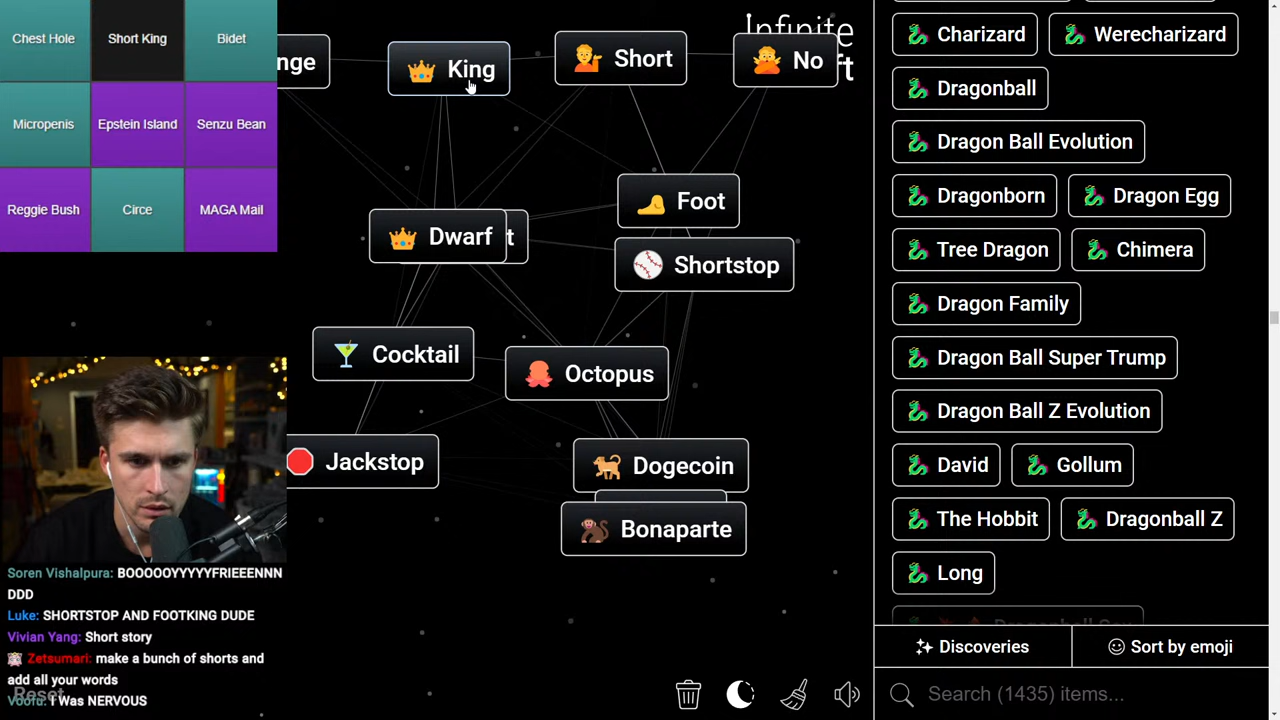 Chest Hole
Short King
Bidet
Micropenis
Epstein Island
Senzu Bean
Reggie Bush
Circe
MAGA Mail
nge
King
Short
No
Infinite
ft
Foot
Dwarf
t
Shortstop
Cocktail
Octopus
Jackstop
Dogecoin
Bonaparte
Charizard
Werecharizard
Dragonball
Dragon Ball Evolution
Dragonborn
Dragon Egg
Tree Dragon
Chimera
Dragon Family
Dragon Ball Super Trump
Dragon Ball Z Evolution
David
Gollum
The Hobbit
Dragonball Z
Long
Discoveries
Sort by emoji
Search (1435) items...
Soren Vishalpura: BOOOOOYYYYYFRIEEENNN
DDD
Luke: SHORTSTOP AND FOOTKING DUDE
Vivian Yang: Short story
Zetsumari: make a bunch of shorts and
add all your words
Reset
I Was NERVOUS